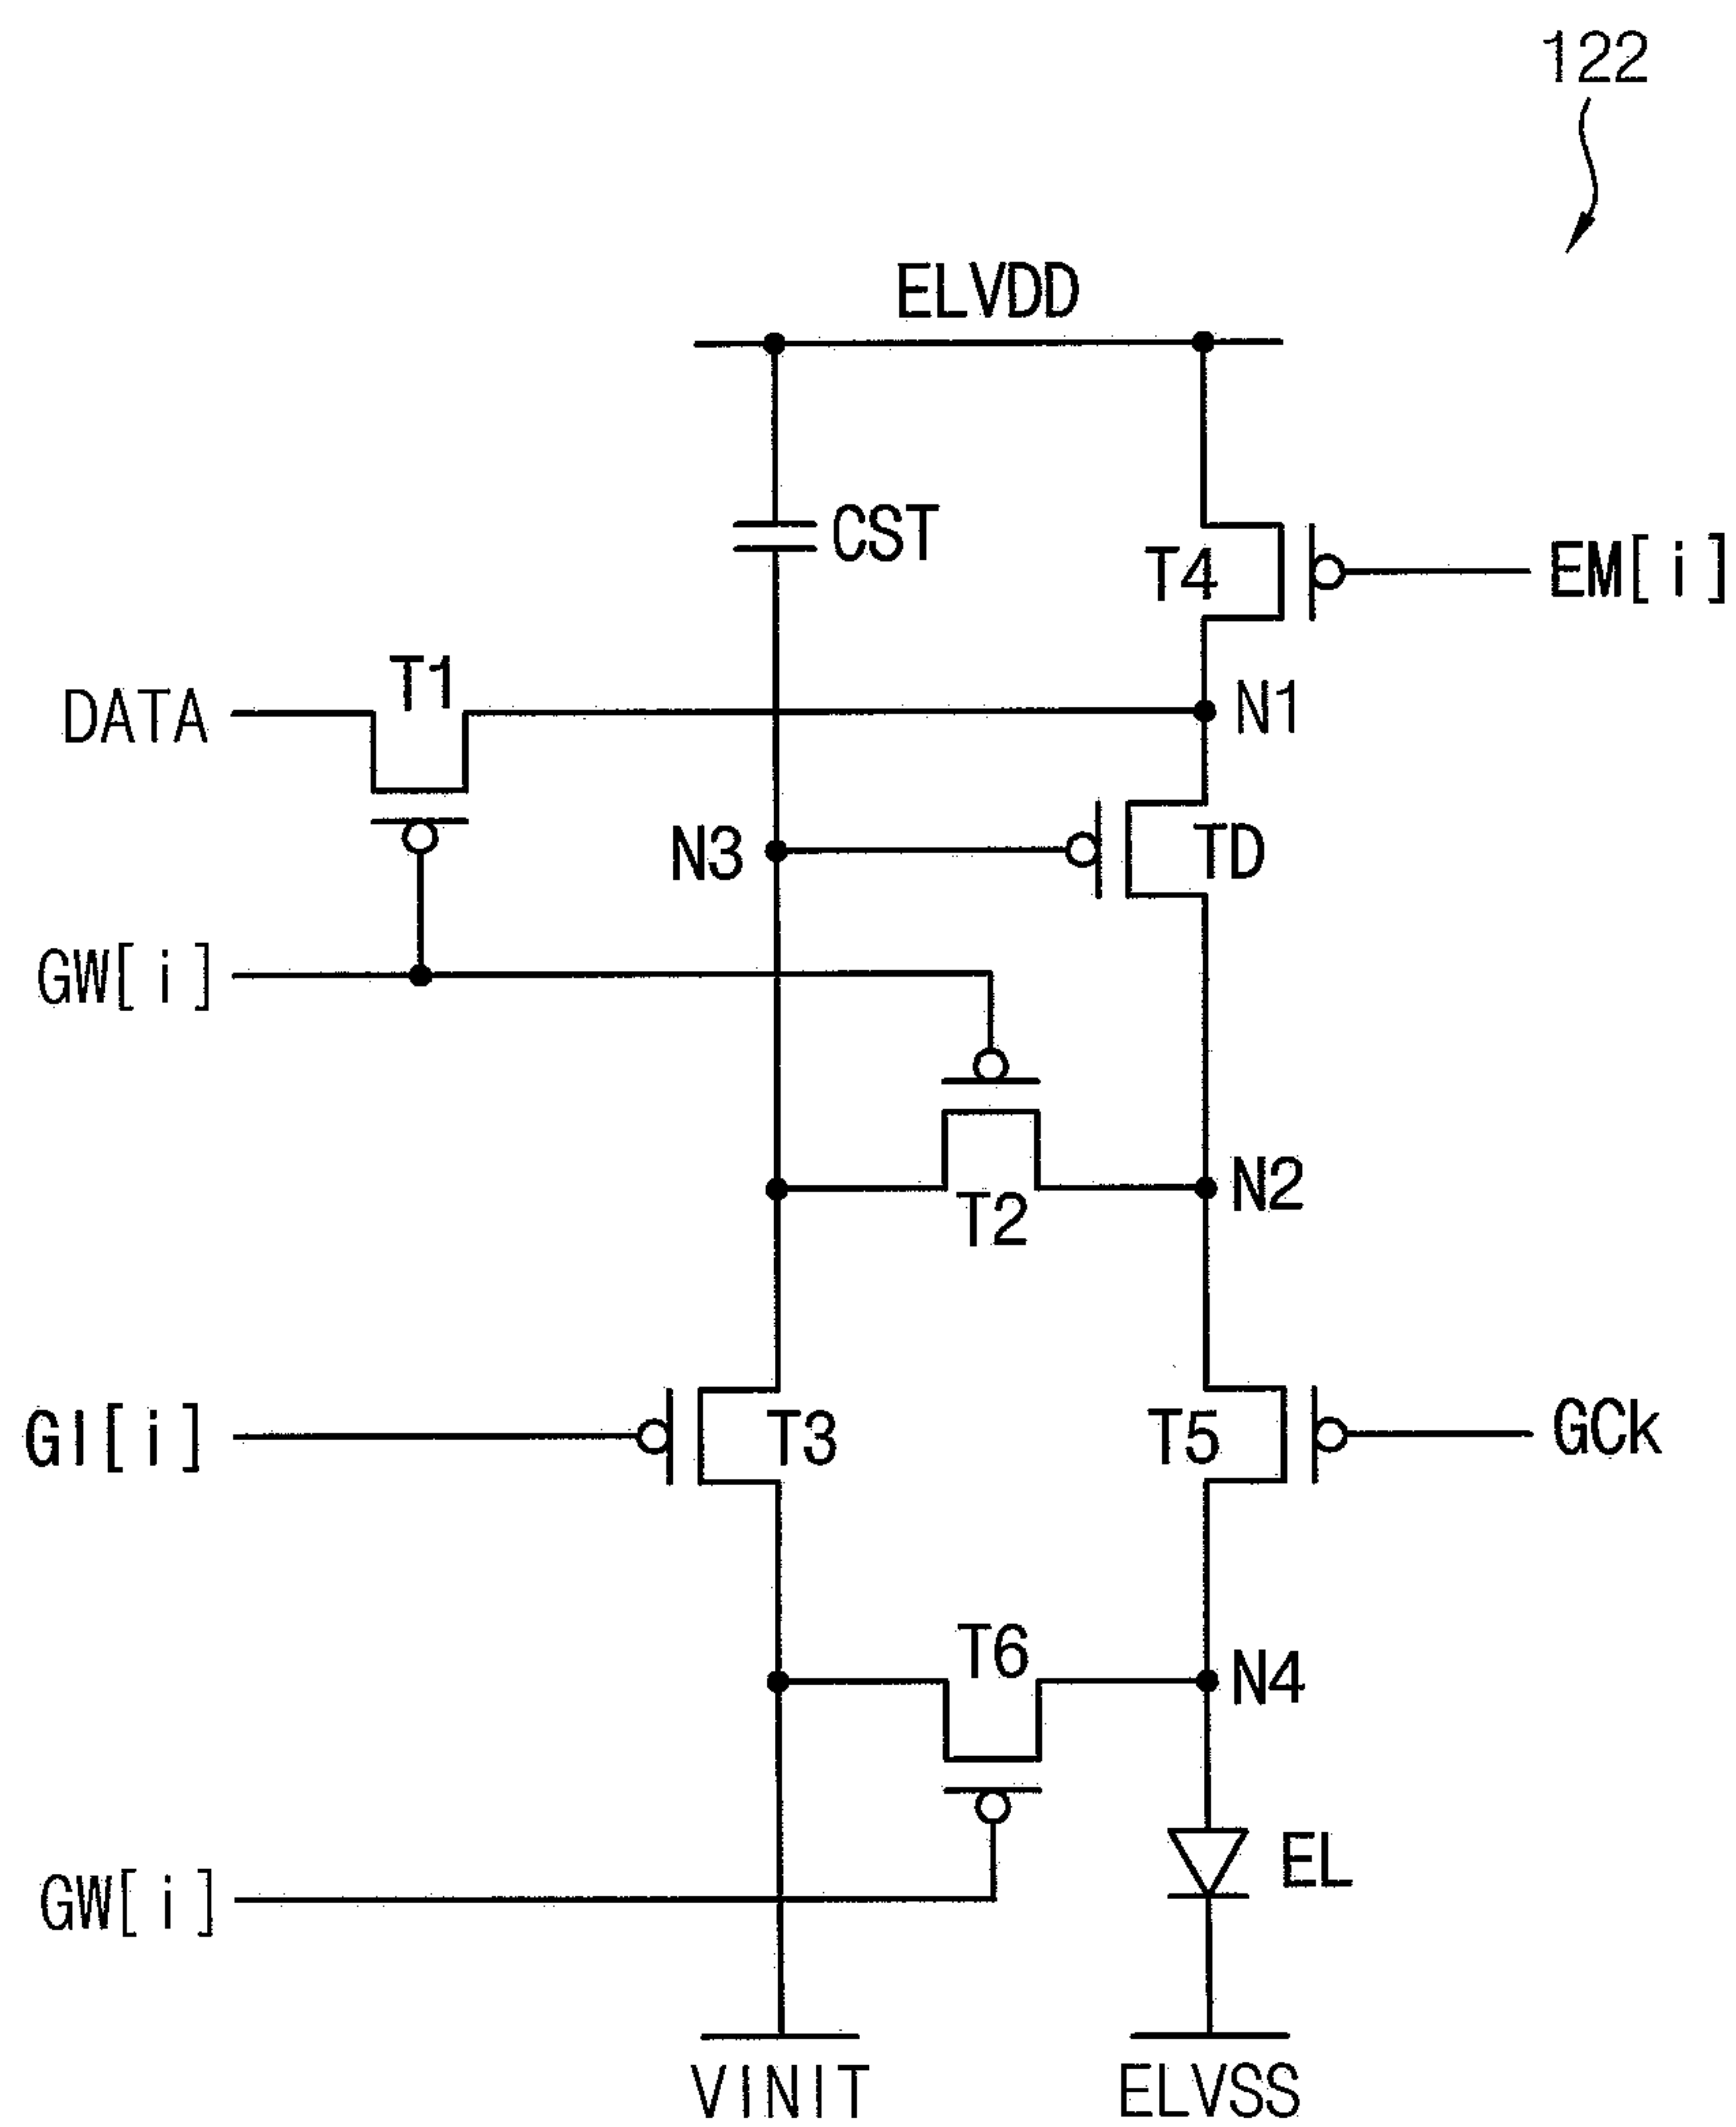 122
ELVDD
CST
T4
EM[i]
T1
DATA
N1
N3
TD
GW[i]
N2
T2
GI[i]
T3
T5
GCk
T6
N4
EL
GW[i]
VINIT
ELVSS